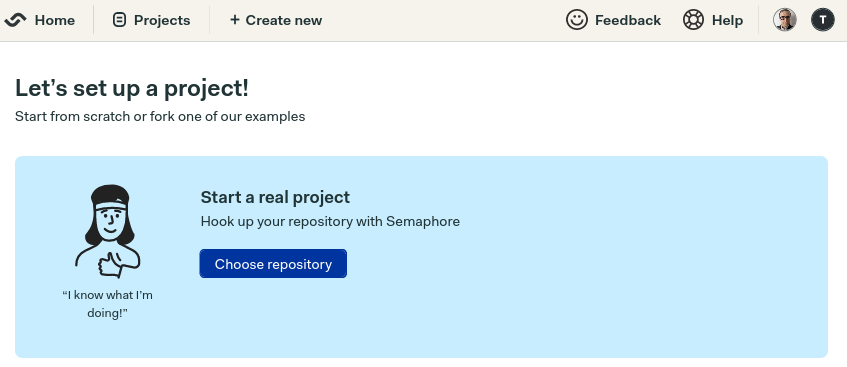 Home Projects + Create new Feedback Help T
Let’s set up a project!
Start from scratch or fork one of our examples
Start a real project
Hook up your repository with Semaphore
Choose repository
“I know what I’m
doing!”